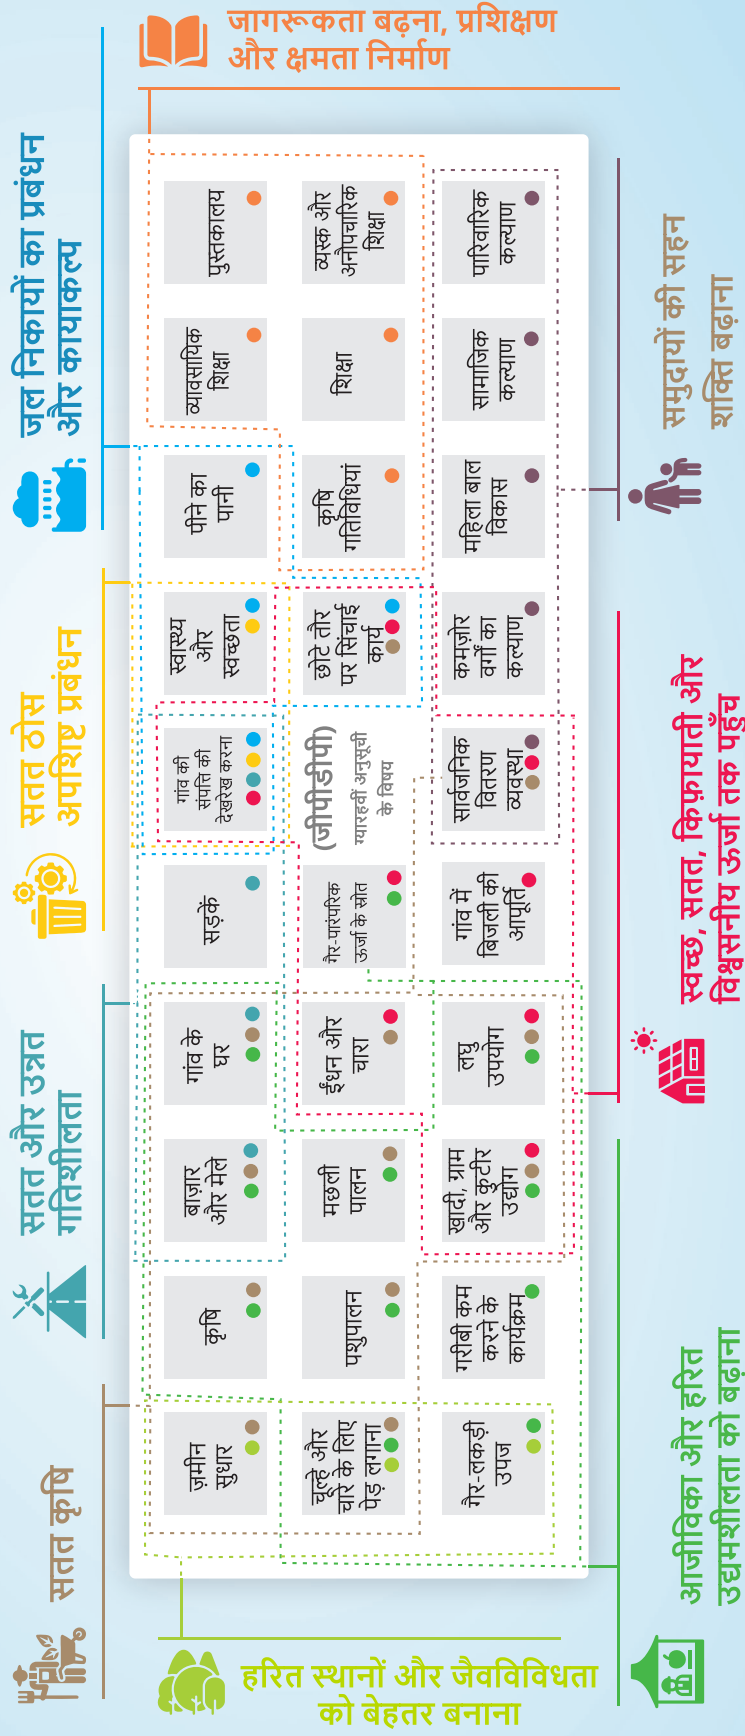 जागरूकता बढ़ना, प्रशिक्षण
और क्षमता निर्माण
जल निकायों का प्रबंधन
और कायाकल्प
सतत ठोस
अपशिष्ट प्रबंधन
सतत और उन्नत
गतिशीलता
सतत कृषि
पुस्तकालय
व्यावसायिक
शिक्षा
पीने का
पानी
स्वास्थ्य
और
स्वच्छता
गांव की
संपत्ति की
देखरेख करना
सड़कें
गांव के
घर
बाज़ार
और मेले
कृषि
ज़मीन
सुधार
व्यस्क और
अनौपचारिक
शिक्षा
शिक्षा
कृषि
गतिविधियां
छोटे तौर
पर सिंचाई
कार्य
(जीपीडीपी)
ग्यारहवीं अनुसूची
के विषय
गैर-पारंपरिक
ऊर्जा के स्रोत
ईंधन और
चारा
मछली
पालन
पशुपालन
चूल्हे और
चारे के लिए
पेड़ लगाना
पारिवारिक
कल्याण
सामाजिक
कल्याण
महिला बाल
विकास
कमज़ोर
वर्गों का
कल्याण
सार्वजनिक
वितरण
व्यवस्था
गांव में
बिजली की
आपूर्ति
लघु
उपयोग
खादी, ग्राम
और कुटीर
उद्योग
गरीबी कम
करने के
कार्यक्रम
गैर-लकड़ी
उपज
समुदायों की सहन
शक्ति बढ़ाना
स्वच्छ, सतत, किफ़ायाती और
विश्वसनीय ऊर्जा तक पहुँच
आजीविका और हरित
उद्यमशीलता को बढ़ाना
हरित स्थानों और जैवविविधता
को बेहतर बनाना